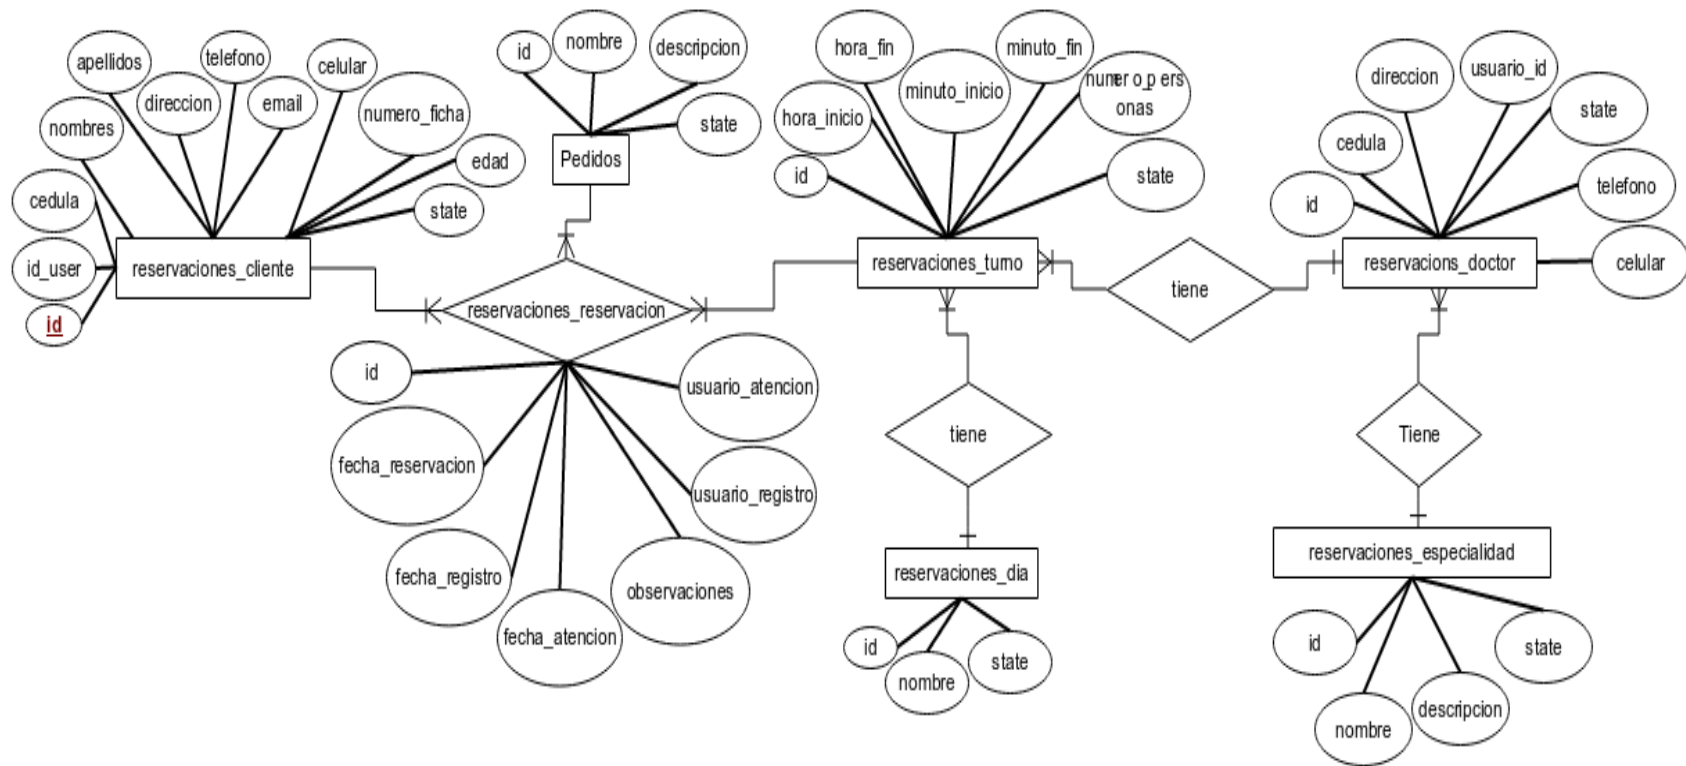 apellidos
telefono
celular
direccion
email
numero_ficha
nombres
edad
cedula
state
id_user
reservaciones_cliente
id
id
nombre
descripcion
state
Pedidos
reservaciones_reservacion
id
usuario_atencion
fecha_reservacion
usuario_registro
fecha_registro
observaciones
fecha_atencion
hora_fin
minuto_fin
minuto_inicio
numero_pers
onas
hora_inicio
id
state
reservaciones_turno
tiene
tiene
reservaciones_dia
id
nombre
state
direccion
usuario_id
state
cedula
telefono
id
reservacions_doctor
celular
Tiene
reservaciones_especialidad
id
state
nombre
descripcion